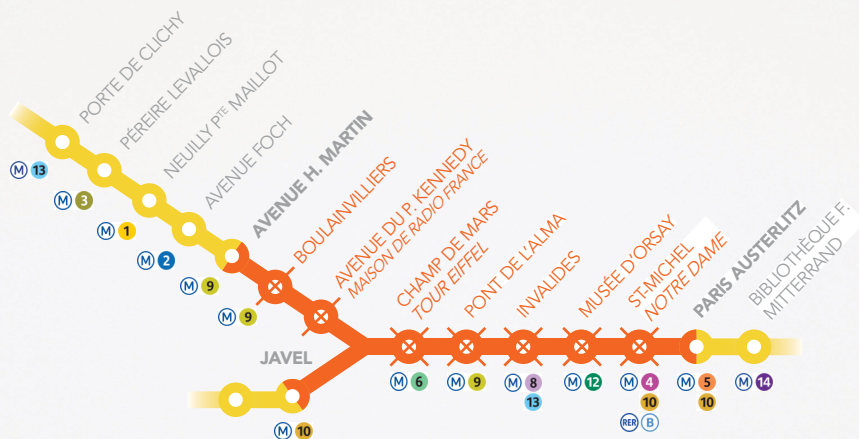 PORTE DE CLICHY
M 13
PÉREIRE LEVALLOIS
M 3
NEUILLY PTE MAILLOT
M 1
AVENUE FOCH
M 2
AVENUE H. MARTIN
M 9
BOULAINVILLIERS
M 9
AVENUE DU P. KENNEDY
MAISON DE RADIO FRANCE
JAVEL
M 10
CHAMP DE MARS
TOUR EIFFEL
M 6
PONT DE L'ALMA
M 9
INVALIDES
M 8
13
MUSÉE D'ORSAY
M 12
ST-MICHEL
NOTRE DAME
M 4
10
RER B
PARIS AUSTERLITZ
M 5
10
BIBLIOTHÈQUE F.
MITTERRAND
M 14